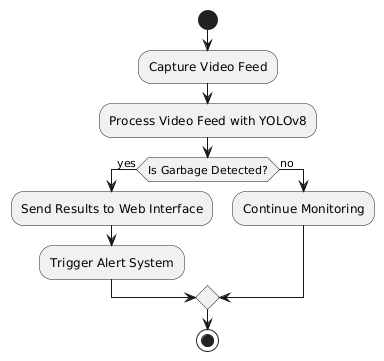 Capture Video Feed
Process Video Feed with YOLOv8
yes
Is Garbage Detected?
no
Send Results to Web Interface
Continue Monitoring
Trigger Alert System